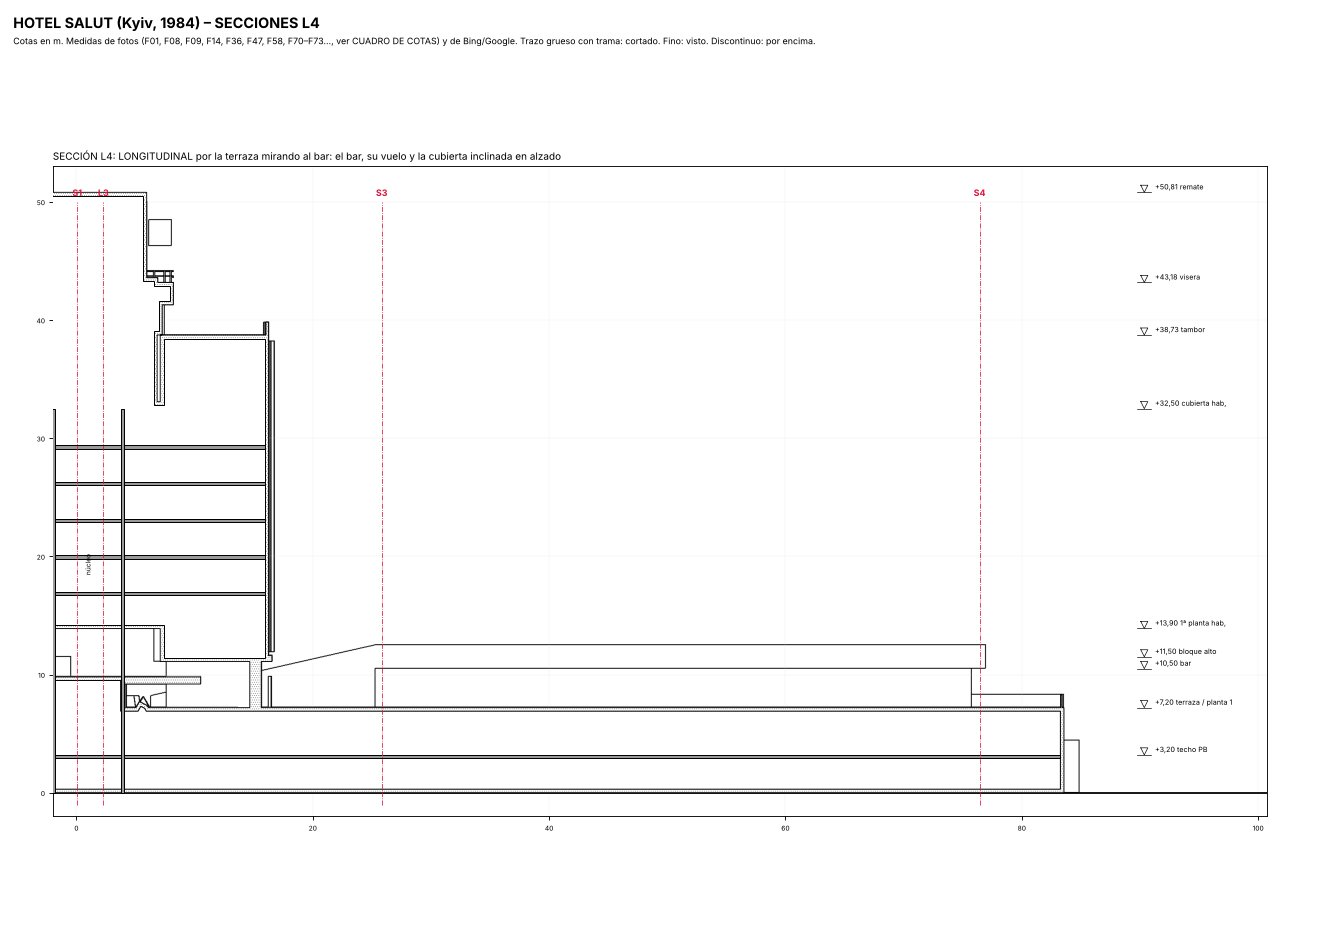 HOTEL SALUT (Kyiv, 1984) – SECCIONES L4
Cotas en m. Medidas de fotos (F01, F08, F09, F14, F36, F47, F58, F70–F73..., ver CUADRO DE COTAS) y de Bing/Google. Trazo grueso con trama: cortado. Fino: visto. Discontinuo: por encima.
SECCIÓN L4: LONGITUDINAL por la terraza mirando al bar: el bar, su vuelo y la cubierta inclinada en alzado
S1 L3 S3 S4
+50,81 remate
50
+43,18 visera
40
+38,73 tambor
+32,50 cubierta hab,
30
20
núcleo
+13,90 1ª planta hab,
+11,50 bloque alto
+10,50 bar
10
+7,20 terraza / planta 1
+3,20 techo PB
0
0 20 40 60 80 100